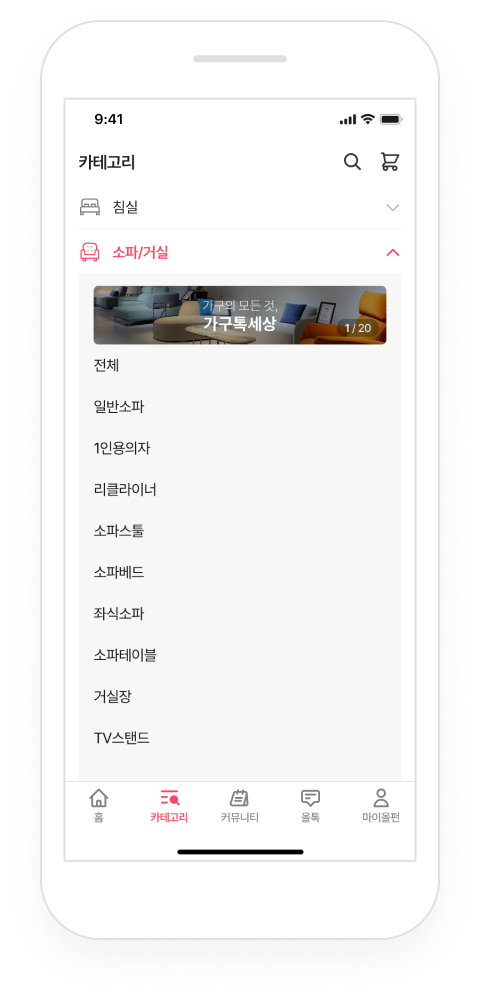 9:41
카테고리
침실
소파/거실
가구의 모든 것,
가구톡세상
1 / 20
전체
일반소파
1인용의자
리클라이너
소파스툴
소파베드
좌식소파
소파테이블
거실장
TV스탠드
홈
카테고리
커뮤니티
올톡
마이올펀